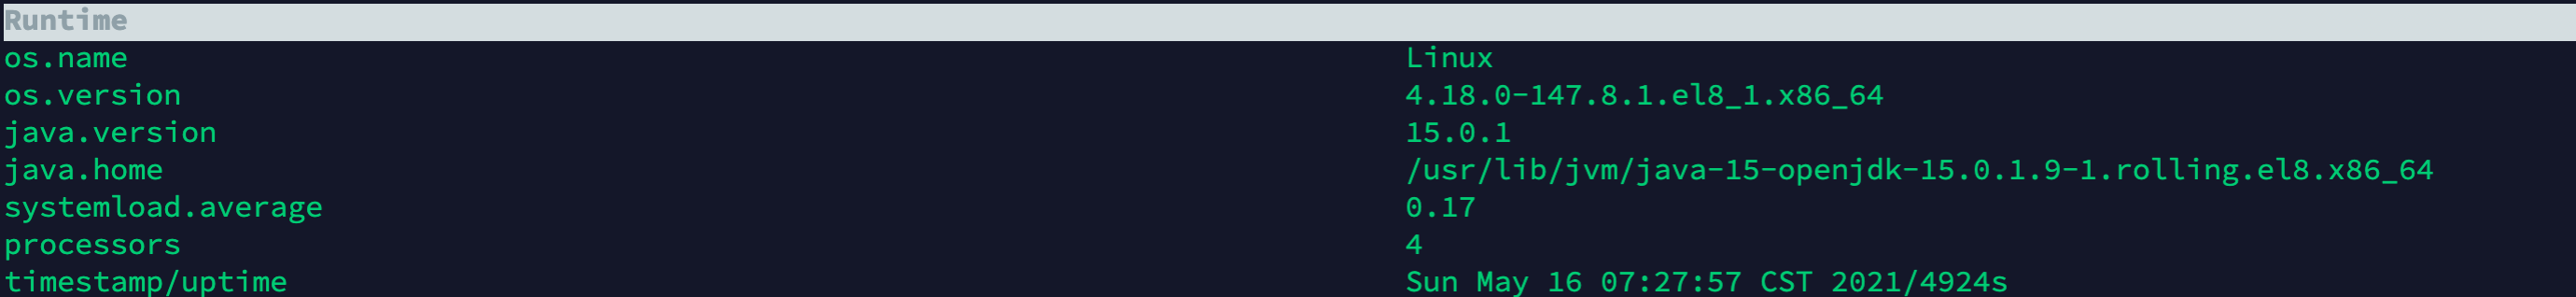 Runtime
os.name Linux
os.version 4.18.0-147.8.1.el8_1.x86_64
java.version 15.0.1
java.home /usr/lib/jvm/java-15-openjdk-15.0.1.9-1.rolling.el8.x86_64
systemload.average 0.17
processors 4
timestamp/uptime Sun May 16 07:27:57 CST 2021/4924s